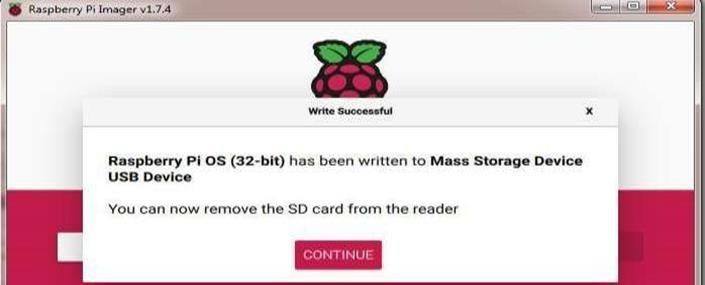 Raspberry Pi Imager v1.7.4
Write Successful
x
Raspberry Pi OS (32-bit) has been written to Mass Storage Device
USB Device
You can now remove the SD card from the reader
CONTINUE